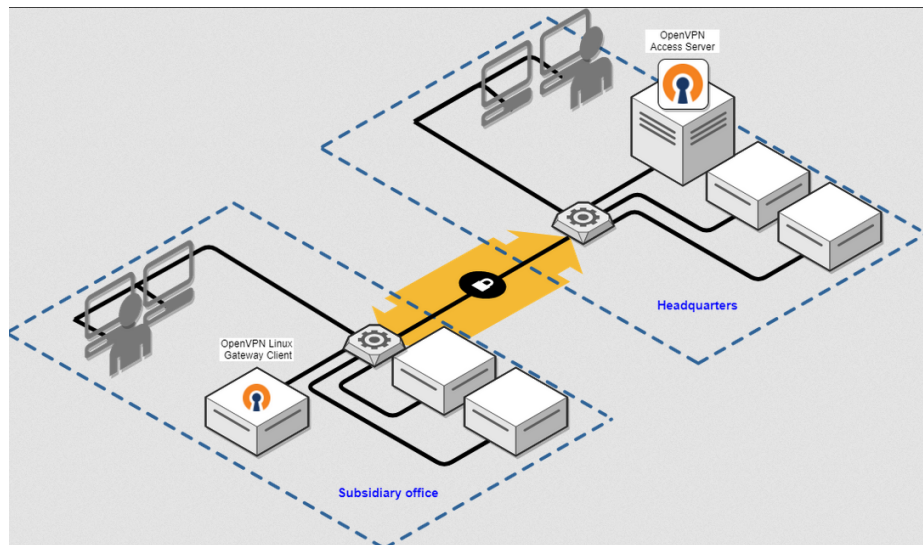 OpenVPN
Access Server
Headquarters
OpenVPN Linux
Gateway Client
Subsidiary office